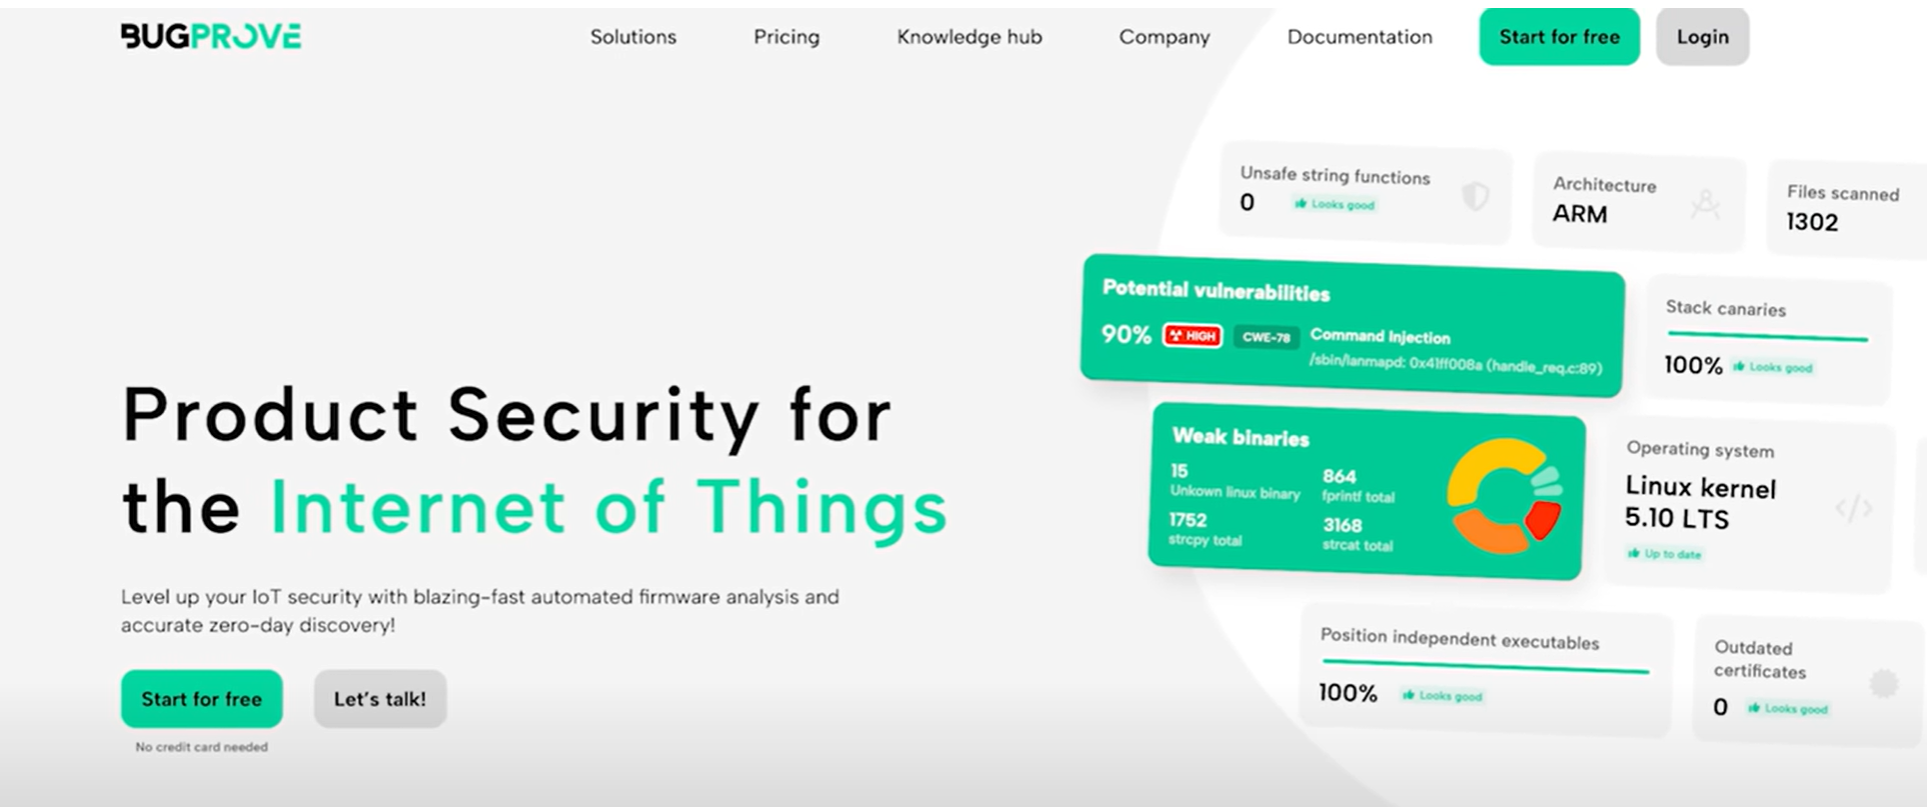 BUGPROVE
Solutions
Pricing
Knowledge hub
Company
Documentation
Start for free
Login
Product Security for
the Internet of Things
Level up your IoT security with blazing-fast automated firmware analysis and
accurate zero-day discovery!
Start for free
Let's talk!
No credit card needed
Unsafe string functions
0 Looks good
Architecture
ARM
Files scanned
1302
Potential vulnerabilities
90% HIGH CWE-78 Command Injection
/sbin/lanmapd: 0x41ff008a (handle_req.c:89)
Stack canaries
100% Looks good
Weak binaries
15
Unkown linux binary
864
fprintf total
1752
strcpy total
3168
strcat total
Operating system
Linux kernel
5.10 LTS
Up to date
Position independent executables
100% Looks good
Outdated
certificates
0 Looks good